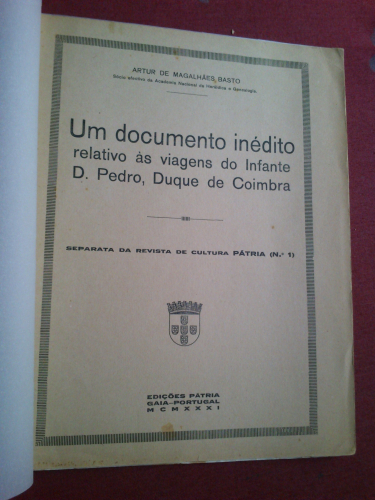 ARTUR DE MAGALHÃES BASTO
Sócio efectivo da Academia Nacional de Heráldica e Genealogia
Um documento inédito
relativo às viagens do Infante
D. Pedro, Duque de Coimbra
SEPARATA DA REVISTA DE CULTURA PÁTRIA (N.º 1)
EDIÇÕES PÁTRIA
GAIA-PORTUGAL
MCMXXXI